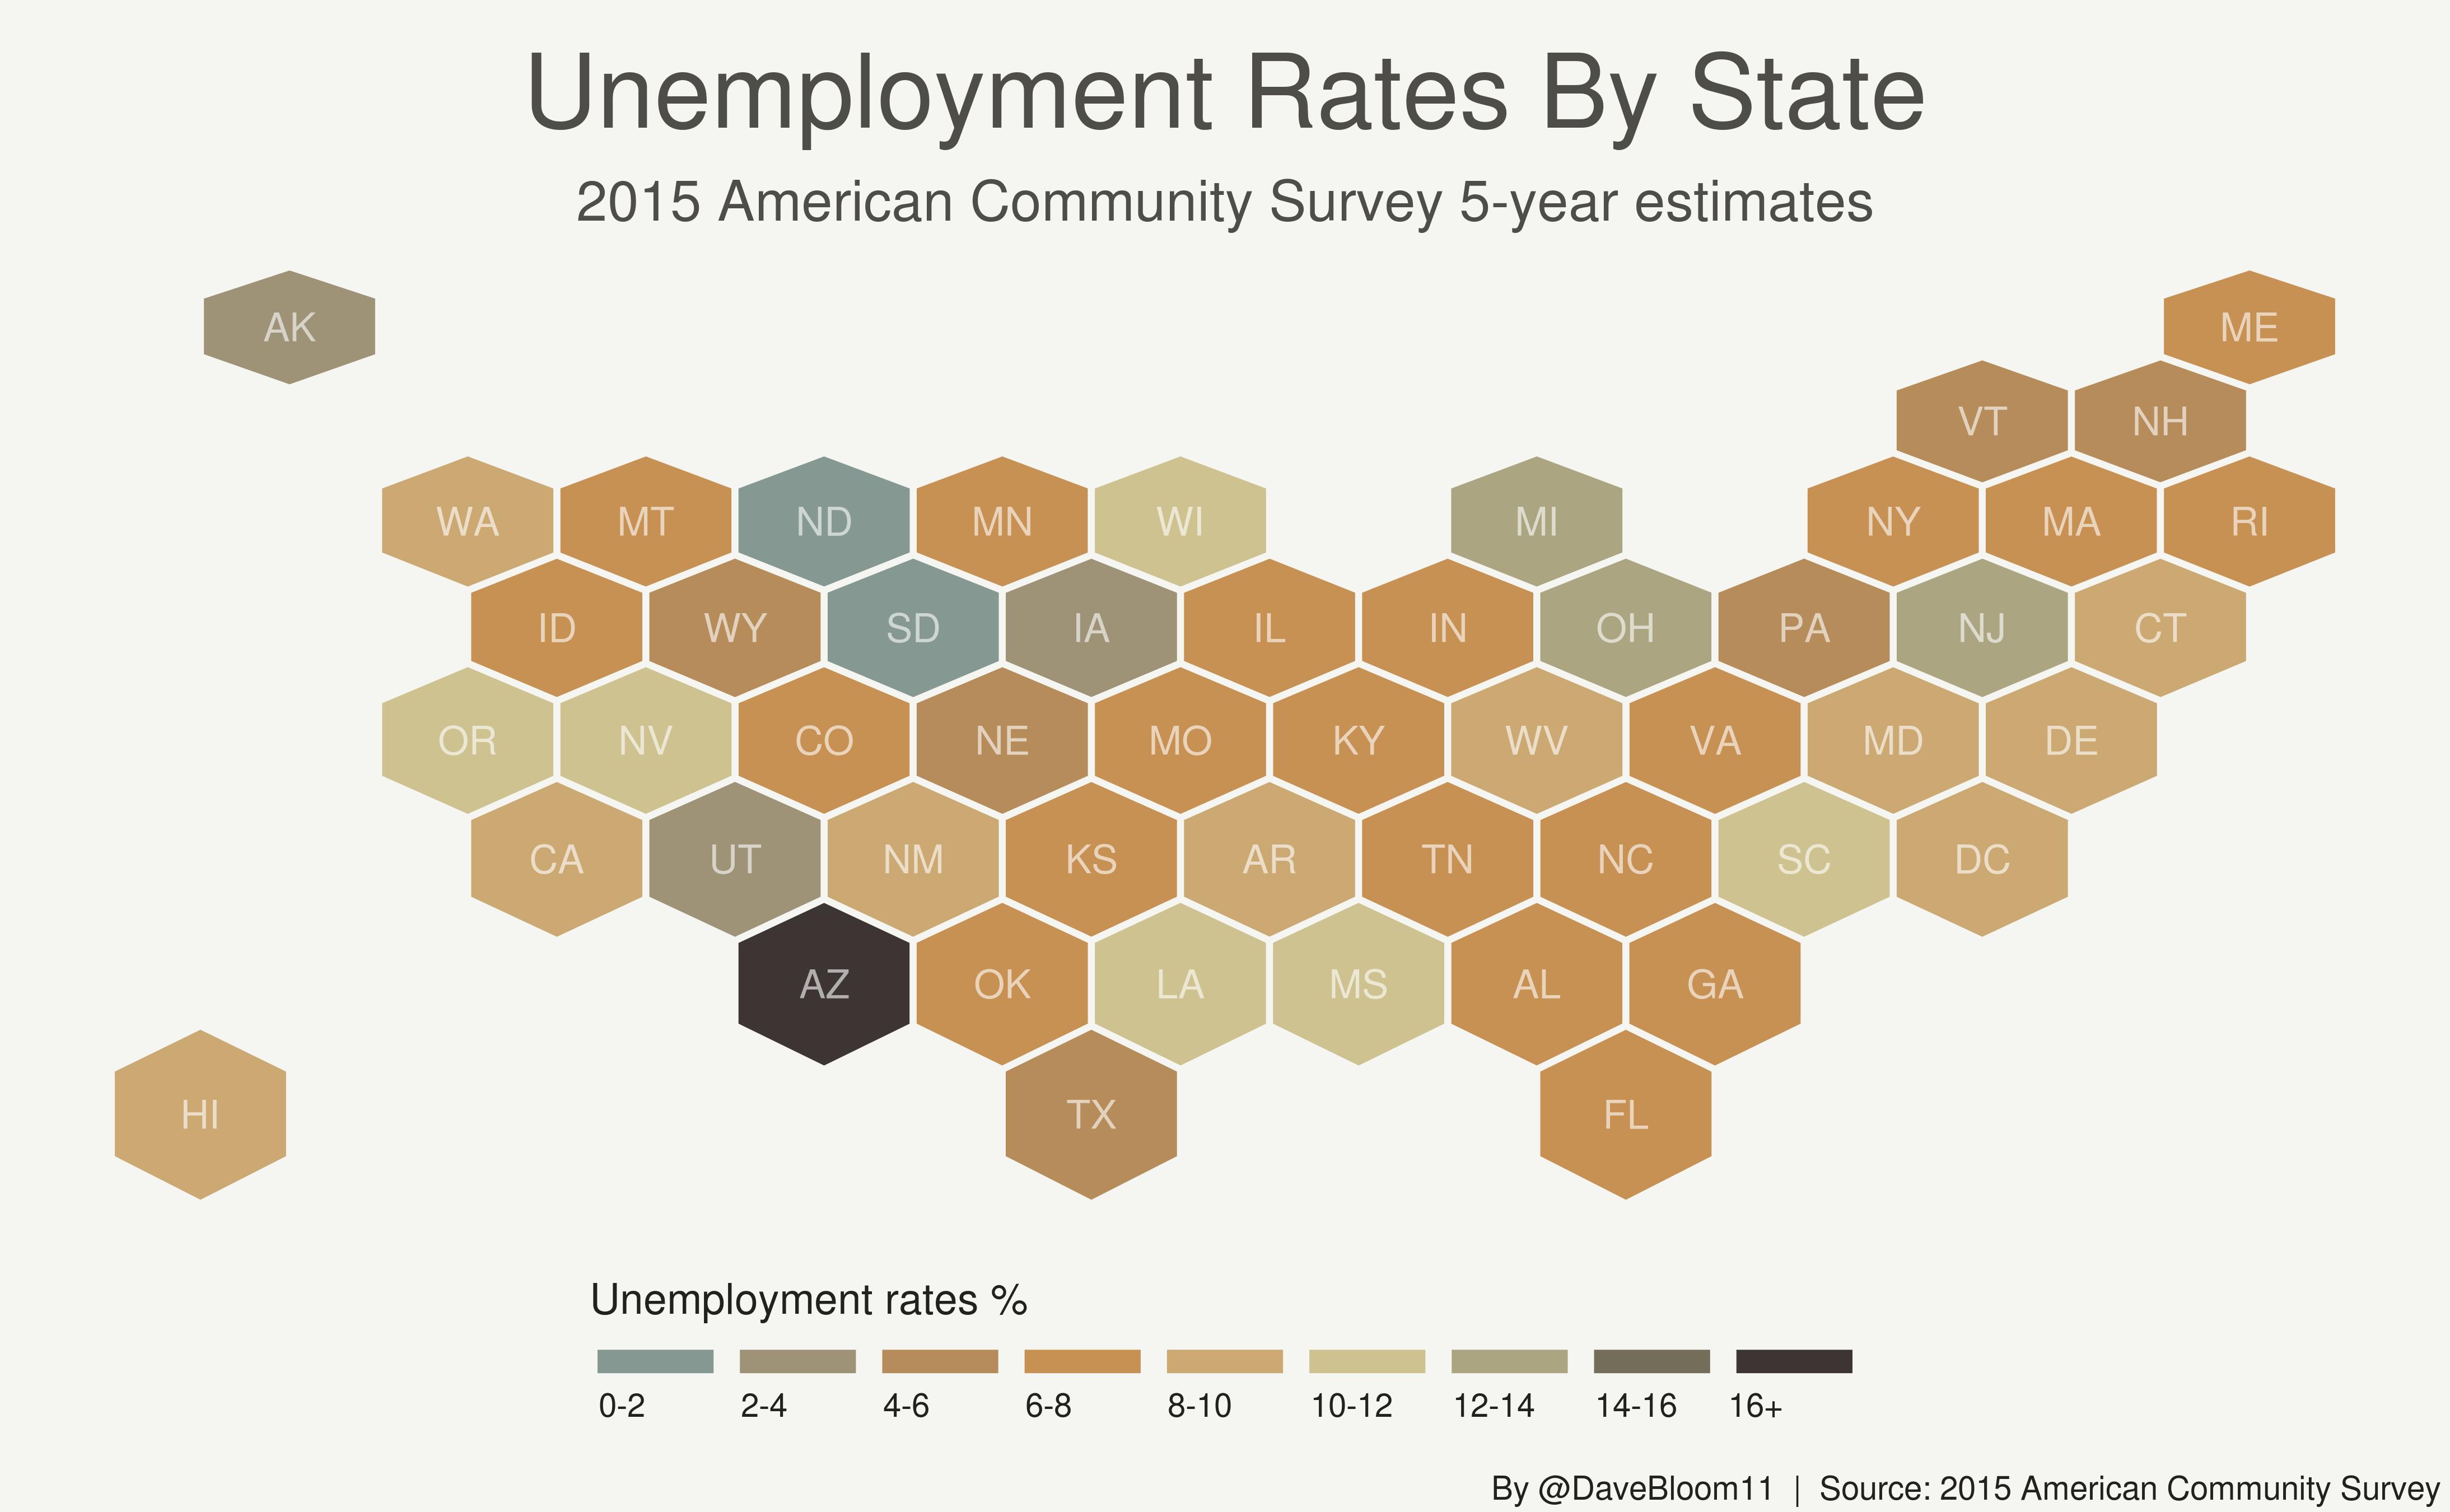 Unemployment Rates By State
2015 American Community Survey 5-year estimates
AK
ME
VT
NH
WA
MT
ND
MN
WI
MI
NY
MA
RI
ID
WY
SD
IA
IL
IN
OH
PA
NJ
CT
OR
NV
CO
NE
MO
KY
WV
VA
MD
DE
CA
UT
NM
KS
AR
TN
NC
SC
DC
AZ
OK
LA
MS
AL
GA
HI
TX
FL
Unemployment rates %
0-2
2-4
4-6
6-8
8-10
10-12
12-14
14-16
16+
By @DaveBloom11 | Source: 2015 American Community Survey